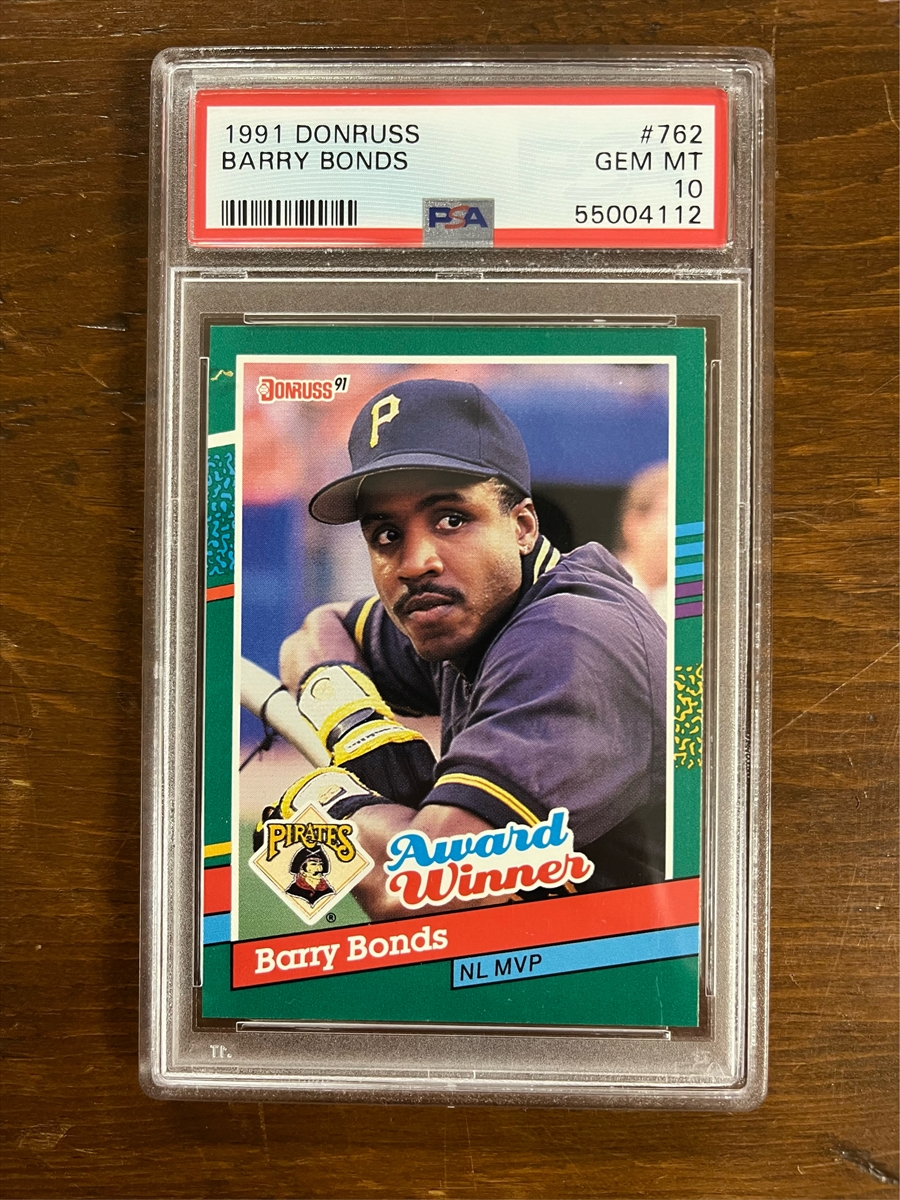 1991 DONRUSS #762
BARRY BONDS GEM MT
10
PSA 55004112
DONRUSS 91
P
PIRATES
®
Award
Winner
Barry Bonds
NL MVP